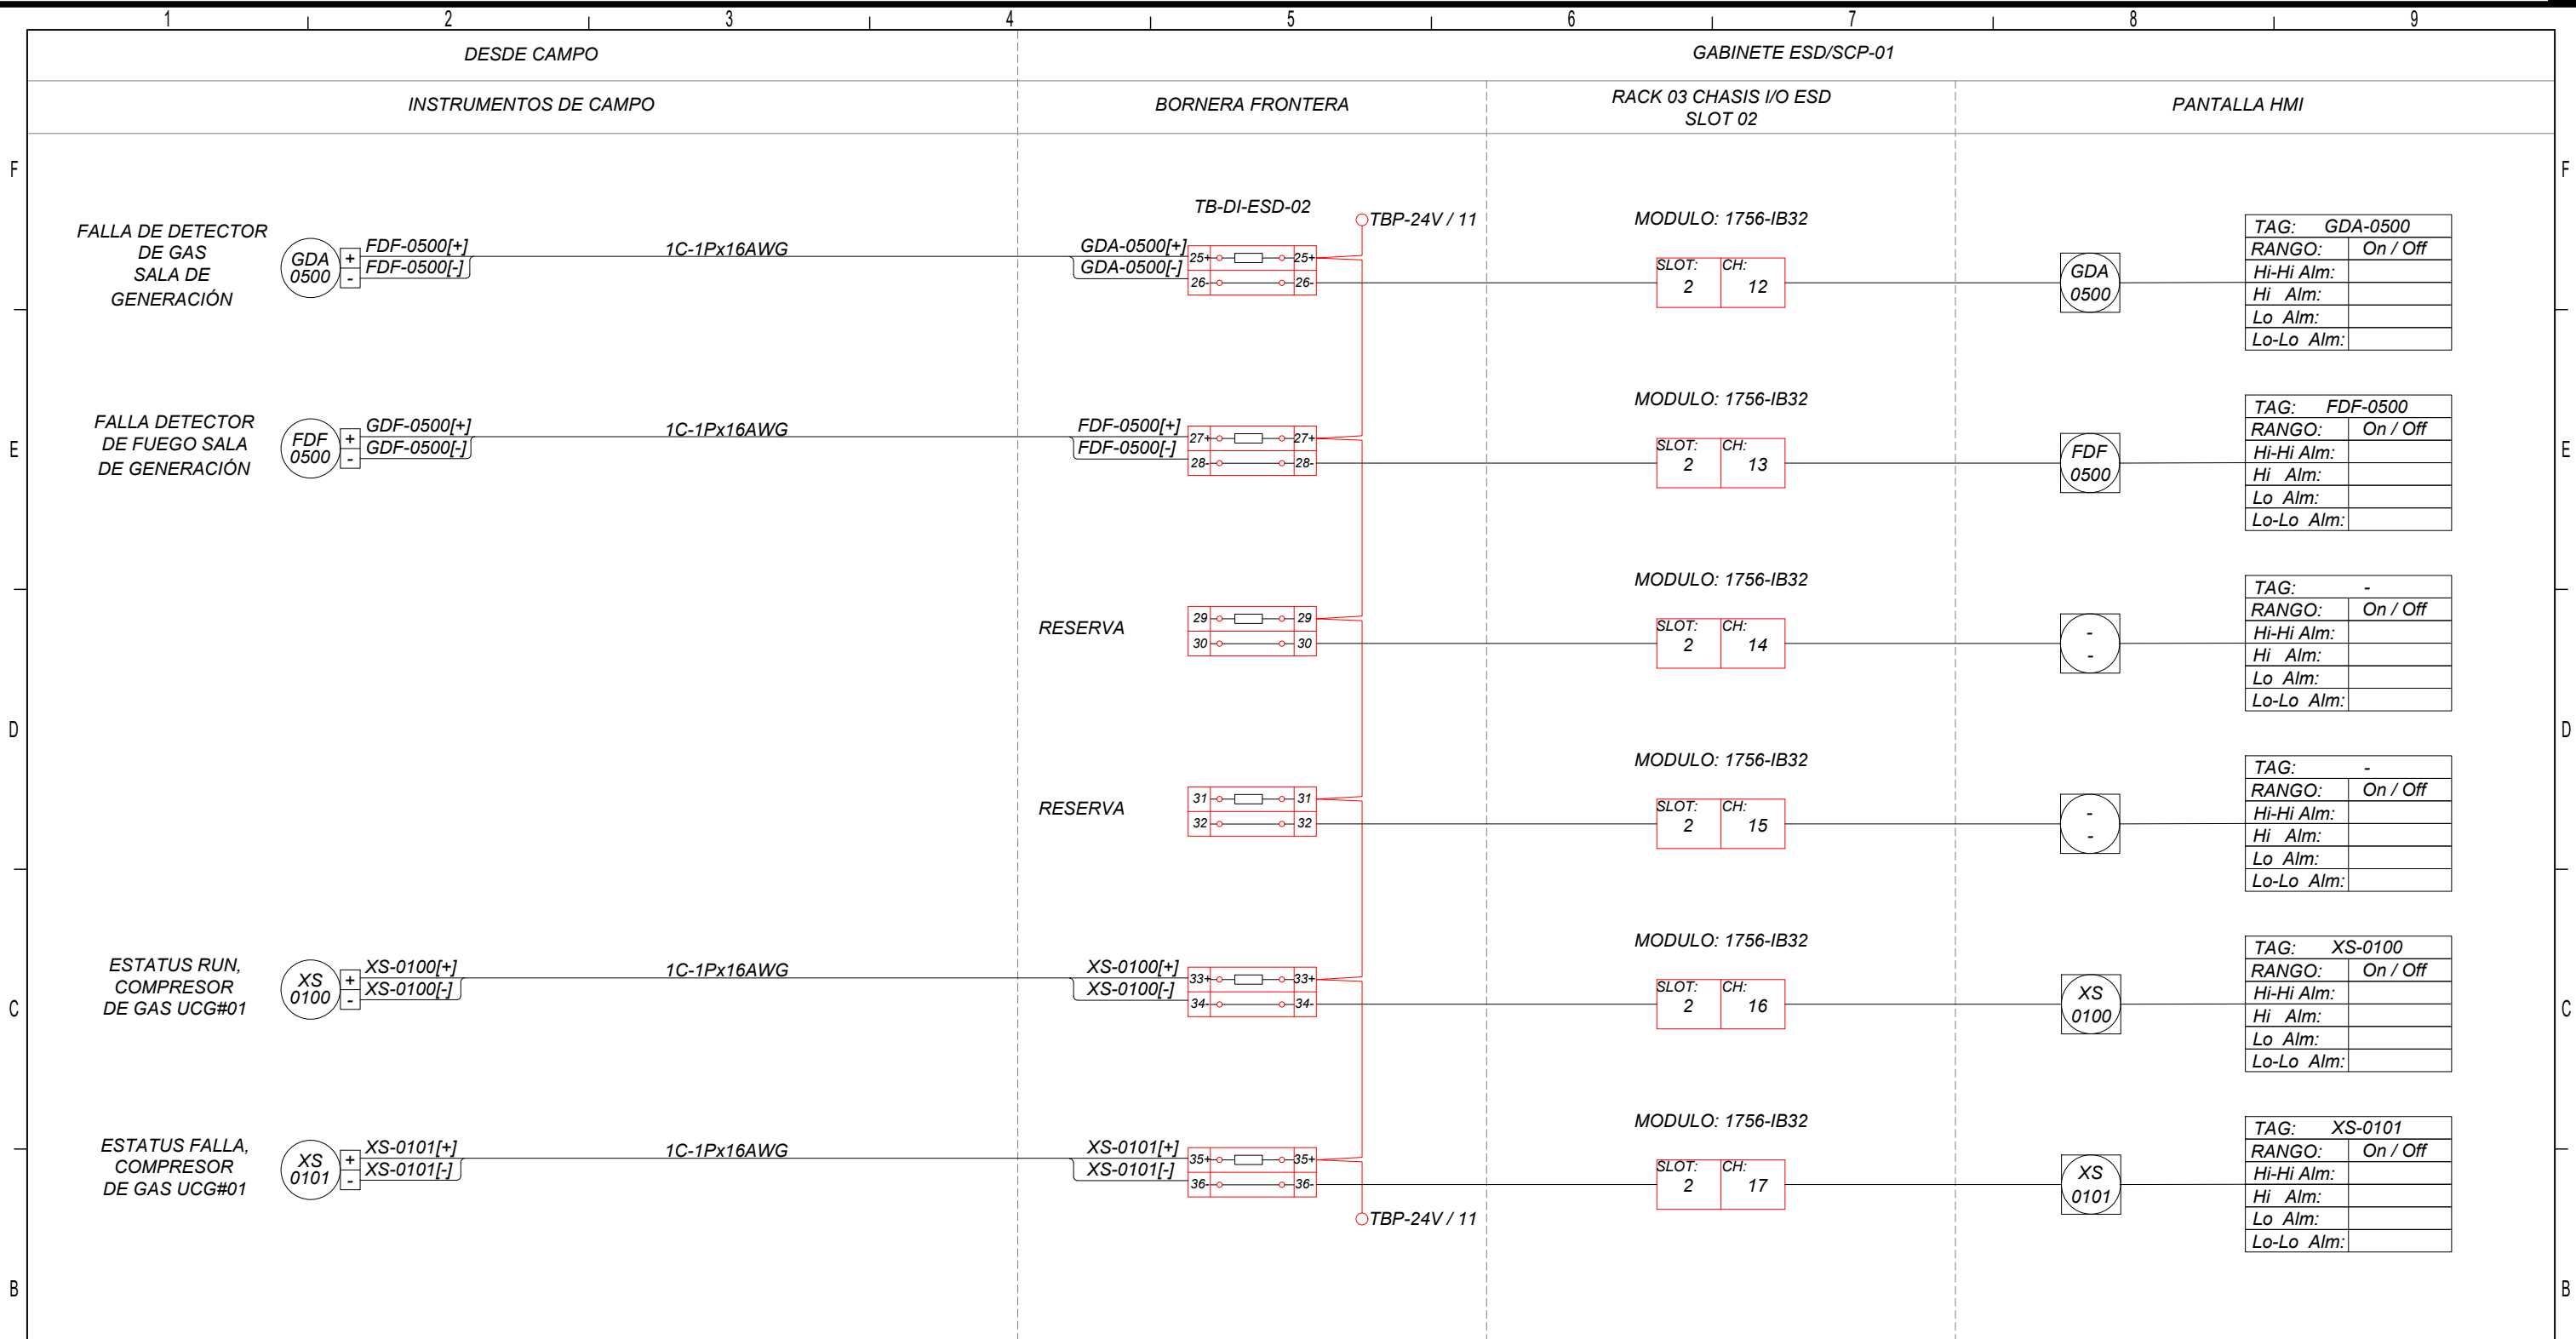 1 2 3 4 5 6 7 8 9
DESDE CAMPO
GABINETE ESD/SCP-01
INSTRUMENTOS DE CAMPO
BORNERA FRONTERA
RACK 03 CHASIS I/O ESD
SLOT 02
PANTALLA HMI
F
F
TB-DI-ESD-02
TBP-24V / 11
FALLA DE DETECTOR
DE GAS
SALA DE
GENERACIÓN
GDA
0500
+
-
FDF-0500[+]
FDF-0500[-]
1C-1Px16AWG
GDA-0500[+]
GDA-0500[-]
25+ 25+
26- 26-
MODULO: 1756-IB32
SLOT: CH:
2 12
GDA
0500
TAG: GDA-0500
RANGO: On / Off
Hi-Hi Alm:
Hi Alm:
Lo Alm:
Lo-Lo Alm:
E
E
FALLA DETECTOR
DE FUEGO SALA
DE GENERACIÓN
FDF
0500
+
-
GDF-0500[+]
GDF-0500[-]
1C-1Px16AWG
FDF-0500[+]
FDF-0500[-]
27+ 27+
28- 28-
MODULO: 1756-IB32
SLOT: CH:
2 13
FDF
0500
TAG: FDF-0500
RANGO: On / Off
Hi-Hi Alm:
Hi Alm:
Lo Alm:
Lo-Lo Alm:
RESERVA
29 29
30 30
MODULO: 1756-IB32
SLOT: CH:
2 14
-
-
TAG: -
RANGO: On / Off
Hi-Hi Alm:
Hi Alm:
Lo Alm:
Lo-Lo Alm:
D
D
RESERVA
31 31
32 32
MODULO: 1756-IB32
SLOT: CH:
2 15
-
-
TAG: -
RANGO: On / Off
Hi-Hi Alm:
Hi Alm:
Lo Alm:
Lo-Lo Alm:
C
C
ESTATUS RUN,
COMPRESOR
DE GAS UCG#01
XS
0100
+
-
XS-0100[+]
XS-0100[-]
1C-1Px16AWG
XS-0100[+]
XS-0100[-]
33+ 33+
34- 34-
MODULO: 1756-IB32
SLOT: CH:
2 16
XS
0100
TAG: XS-0100
RANGO: On / Off
Hi-Hi Alm:
Hi Alm:
Lo Alm:
Lo-Lo Alm:
ESTATUS FALLA,
COMPRESOR
DE GAS UCG#01
XS
0101
+
-
XS-0101[+]
XS-0101[-]
1C-1Px16AWG
XS-0101[+]
XS-0101[-]
35+ 35+
36- 36-
TBP-24V / 11
MODULO: 1756-IB32
SLOT: CH:
2 17
XS
0101
TAG: XS-0101
RANGO: On / Off
Hi-Hi Alm:
Hi Alm:
Lo Alm:
Lo-Lo Alm:
B
B